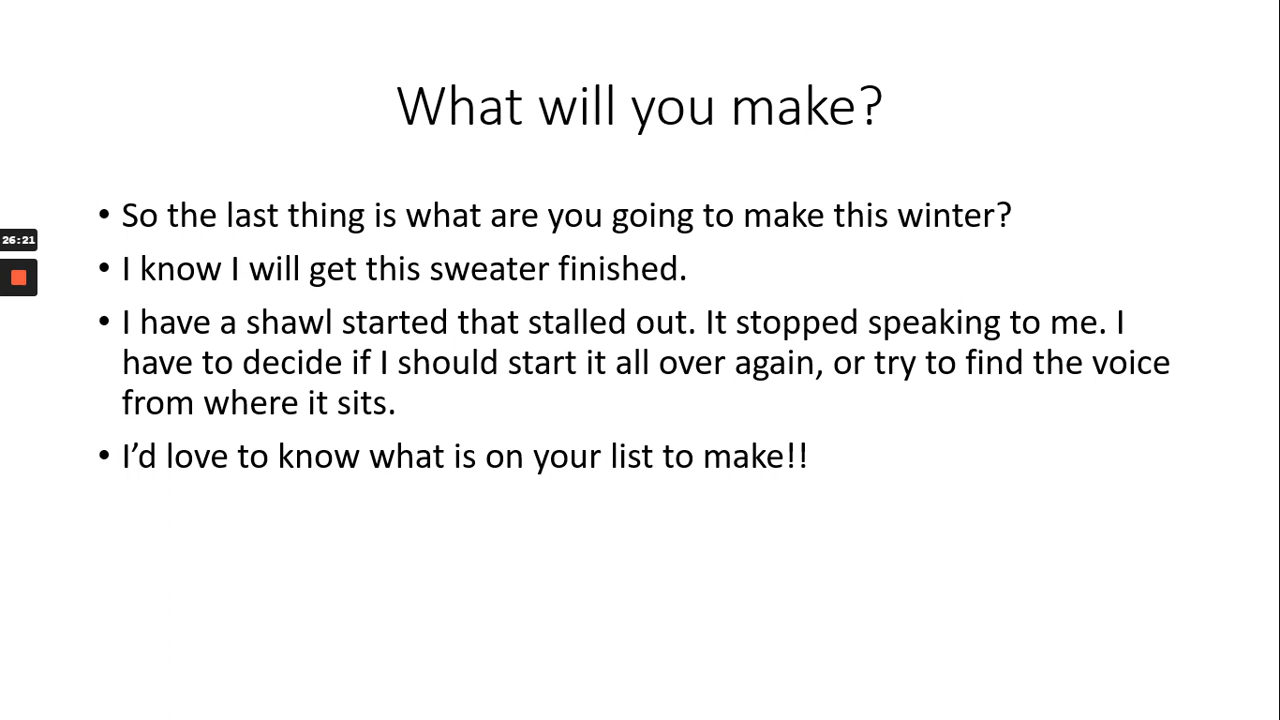 What will you make?
• So the last thing is what are you going to make this winter?
26:21
• I know I will get this sweater finished.
• I have a shawl started that stalled out. It stopped speaking to me. I
have to decide if I should start it all over again, or try to find the voice
from where it sits.
• I’d love to know what is on your list to make!!